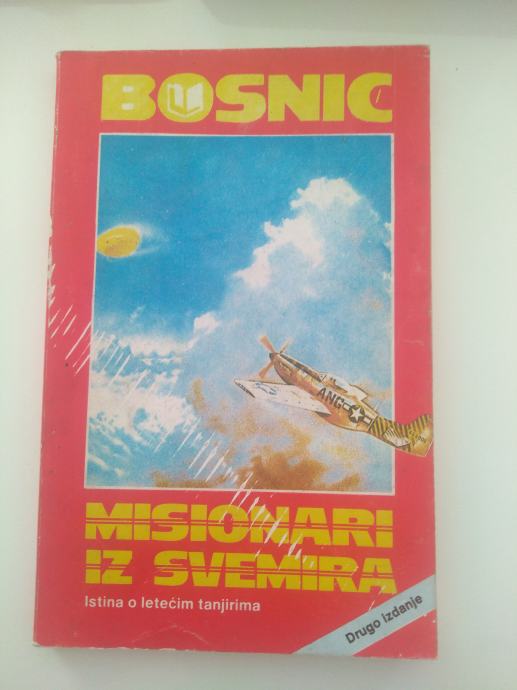 BOSNIC
ANG
MISIONARI
IZ SVEMIRA
Istina o letećim tanjirima
Drugo izdanje